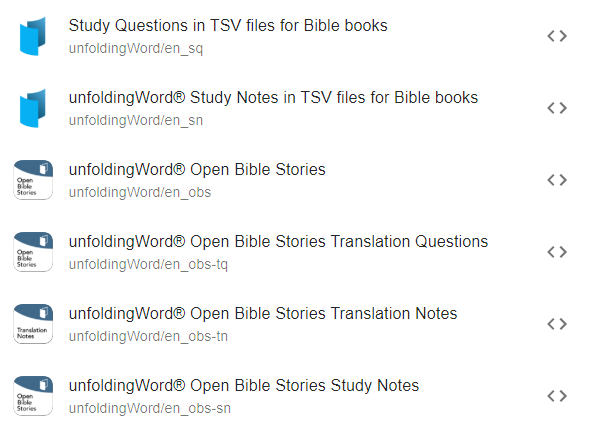 Study Questions in TSV files for Bible books
unfoldingWord/en_sq
unfoldingWord® Study Notes in TSV files for Bible books
unfoldingWord/en_sn
Open
Bible
Stories
unfoldingWord® Open Bible Stories
unfoldingWord/en_obs
Open
Bible
Stories
unfoldingWord® Open Bible Stories Translation Questions
unfoldingWord/en_obs-tq
Translation
Notes
unfoldingWord® Open Bible Stories Translation Notes
unfoldingWord/en_obs-tn
Open
Bible
Stories
unfoldingWord® Open Bible Stories Study Notes
unfoldingWord/en_obs-sn